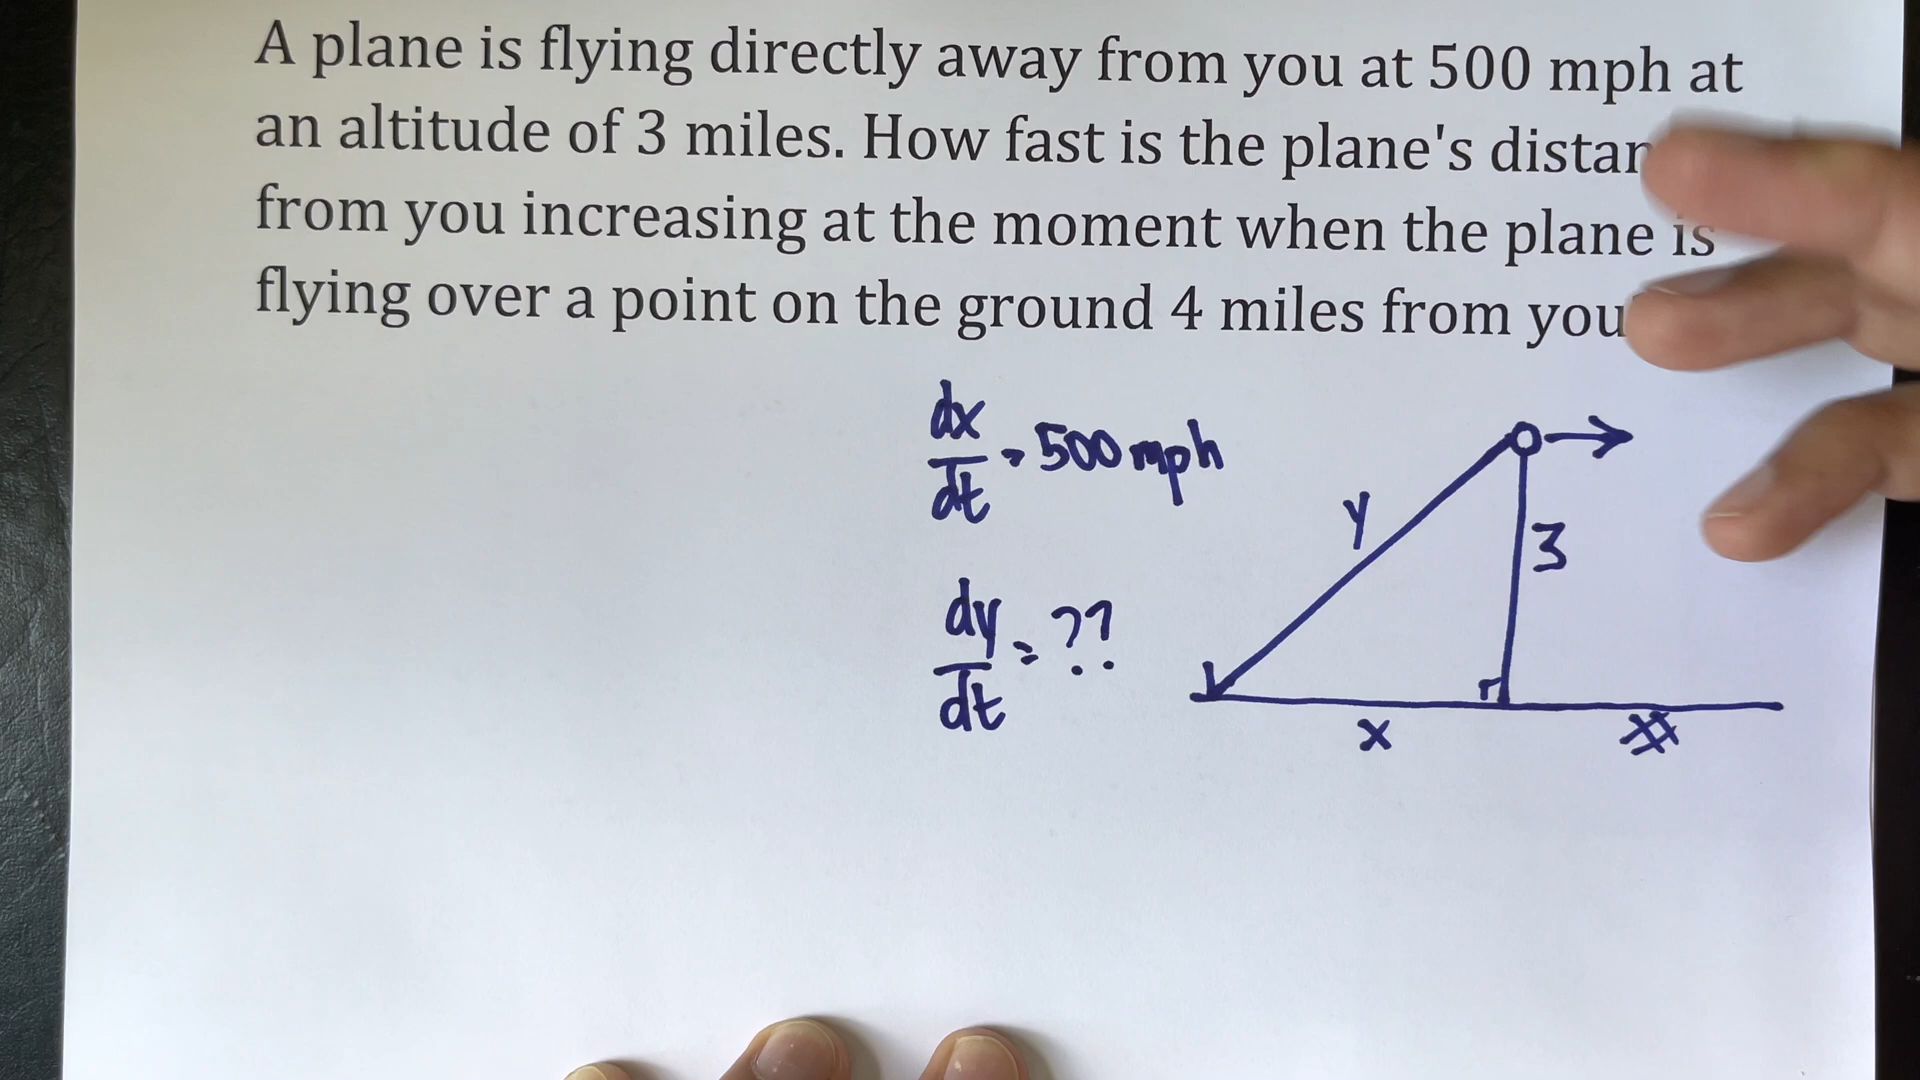 A plane is flying directly away from you at 500 mph at
an altitude of 3 miles. How fast is the plane's
from you increasing at the moment when the plane is
flying over a point on the ground 4 miles from you
dx/dt = 500 mph
y
3
dy/dt = ??
x